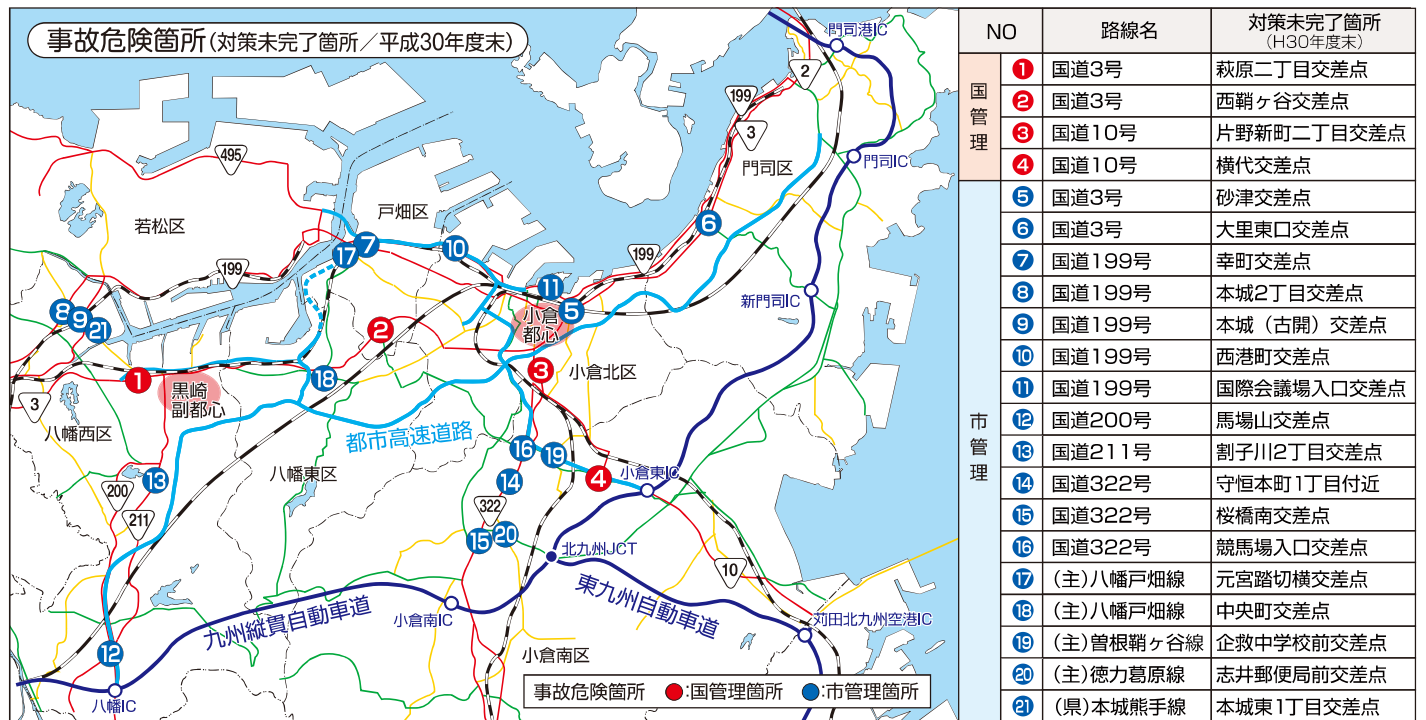 事故危険箇所(対策未完了箇所／平成30年度末)
門司港IC
2
199
3
門司区
門司IC
495
戸畑区
若松区
6
17 7
10
199
199
11
新門司IC
8
9
21
5
小倉
都心
2
3
小倉北区
18
1
黒崎
副都心
3
八幡西区
都市高速道路
16
19
八幡東区
4
小倉東IC
13
14
200
322
211
15
20
北九州JCT
10
九州縦貫自動車道
東九州自動車道
小倉南IC
苅田北九州空港IC
12
小倉南区
八幡IC
事故危険箇所 ●:国管理箇所 ●:市管理箇所
NO 路線名 対策未完了箇所
(H30年度末)
国管理
1 国道3号 萩原二丁目交差点
2 国道3号 西鞘ヶ谷交差点
3 国道10号 片野新町二丁目交差点
4 国道10号 横代交差点
市管理
5 国道3号 砂津交差点
6 国道3号 大里東口交差点
7 国道199号 幸町交差点
8 国道199号 本城2丁目交差点
9 国道199号 本城（古開）交差点
10 国道199号 西港町交差点
11 国道199号 国際会議場入口交差点
12 国道200号 馬場山交差点
13 国道211号 割子川2丁目交差点
14 国道322号 守恒本町1丁目付近
15 国道322号 桜橋南交差点
16 国道322号 競馬場入口交差点
17 (主)八幡戸畑線 元宮踏切横交差点
18 (主)八幡戸畑線 中央町交差点
19 (主)曽根鞘ヶ谷線 企救中学校前交差点
20 (主)徳力葛原線 志井郵便局前交差点
21 (県)本城熊手線 本城東1丁目交差点